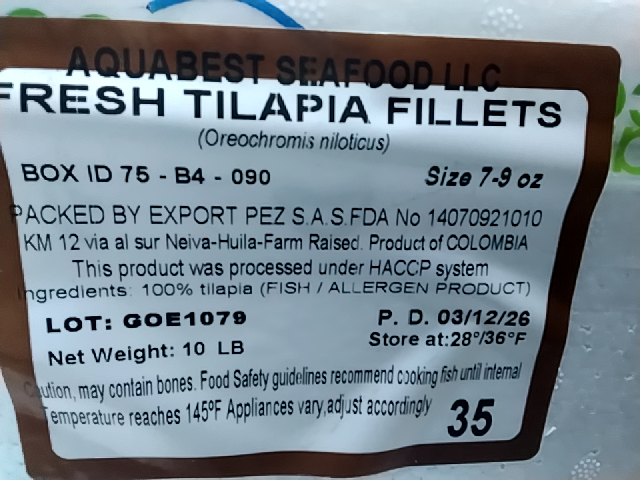 AQUABEST SEAFOOD LLC
FRESH TILAPIA FILLETS
(Oreochromis niloticus)
BOX ID 75 - B4 - 090 Size 7-9 oz
PACKED BY EXPORT PEZ S.A.S.FDA No 14070921010
KM 12 via al sur Neiva-Huila-Farm Raised. Product of COLOMBIA
This product was processed under HACCP system
Ingredients: 100% tilapia (FISH / ALLERGEN PRODUCT)
LOT: GOE1079 P. D. 03/12/26
Net Weight: 10 LB Store at:28°/36°F
Caution, may contain bones. Food Safety guidelines recommend cooking fish until internal
Temperature reaches 145ºF Appliances vary,adjust accordingly
35